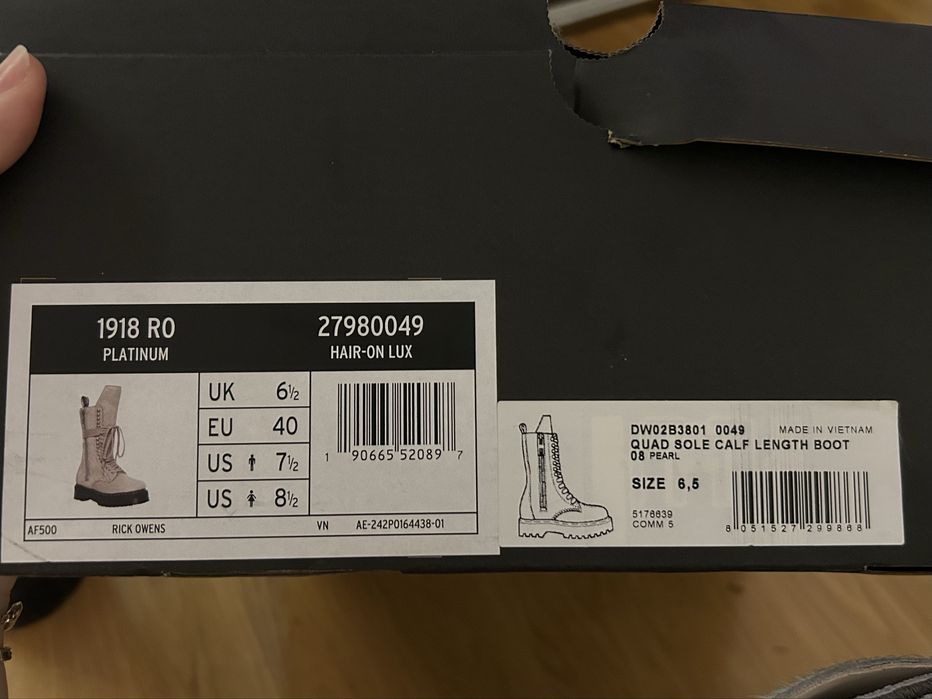 1918 RO
PLATINUM
27980049
HAIR-ON LUX
UK 6½
EU 40
US 7½
US 8½
1 90665 52089 7
AF500 RICK OWENS VN AE-242P0164438-01
DW02B3801 0049 MADE IN VIETNAM
QUAD SOLE CALF LENGTH BOOT
08 PEARL
SIZE 6,5
5176639
COMM 5
8 051527 299868